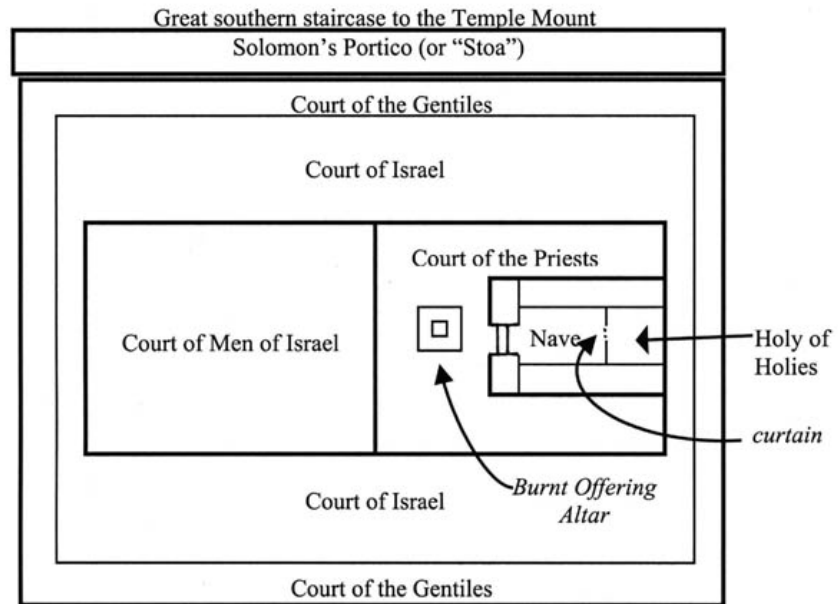 Great southern staircase to the Temple Mount
Solomon's Portico (or "Stoa")
Court of the Gentiles
Court of Israel
Court of the Priests
Court of Men of Israel
Nave
Holy of
Holies
curtain
Burnt Offering
Altar
Court of Israel
Court of the Gentiles